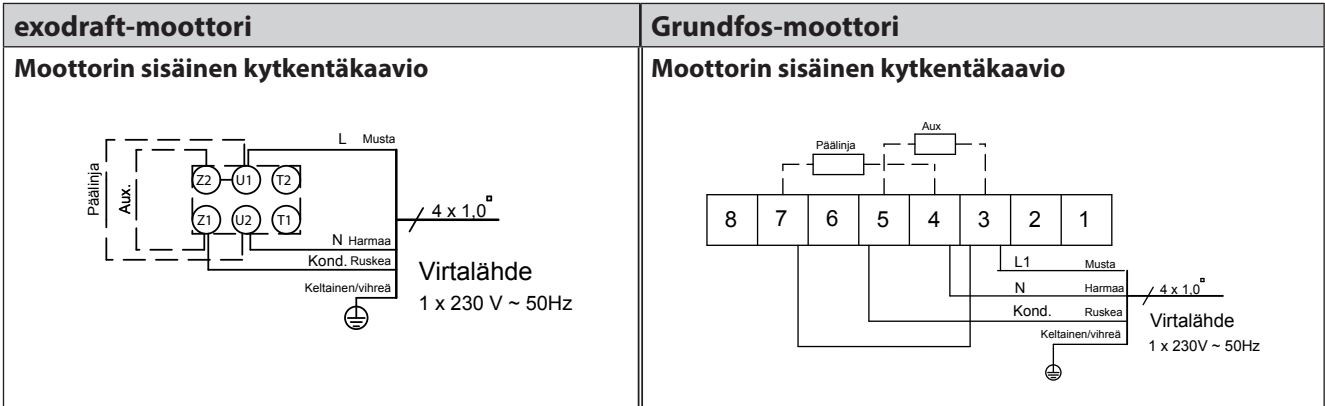 exodraft-moottori
Moottorin sisäinen kytkentäkaavio
Päälinja
Aux.
Z2 U1 T2
Z1 U2 T1
L Musta
4 x 1,0
N Harmaa
Kond. Ruskea
Keltainen/vihreä
Virtalähde
1 x 230 V ~ 50Hz
Grundfos-moottori
Moottorin sisäinen kytkentäkaavio
Aux
Päälinja
8 7 6 5 4 3 2 1
L1 Musta
N Harmaa
4 x 1,0
Kond. Ruskea
Keltainen/vihreä
Virtalähde
1 x 230V ~ 50Hz